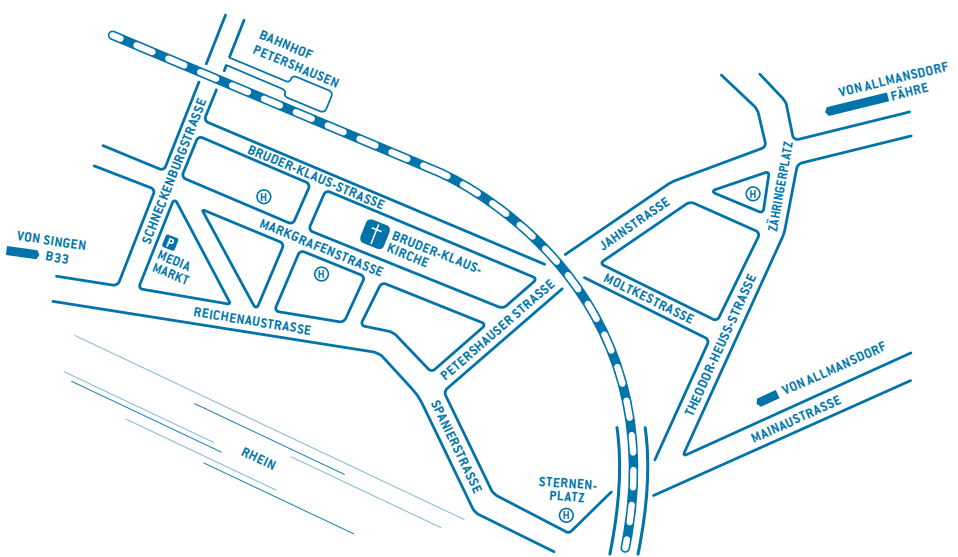 BAHNHOF
PETERSHAUSEN
VON ALLMANSDORF
FÄHRE
SCHNECKENBURGSTRASSE
BRUDER-KLAUS-STRASSE
ZÄHRINGERPLATZ
H
H
JAHNSTRASSE
MARKGRAFENSTRASSE
BRUDER-KLAUS-
KIRCHE
VON SINGEN
B33
P
MEDIA
MARKT
H
MOLTKESTRASSE
REICHENAUSTRASSE
PETERSHAUSER STRASSE
THEODOR-HEUSS-STRASSE
VON ALLMANSDORF
MAINAUSTRASSE
SPANIERSTRASSE
RHEIN
STERNEN-
PLATZ
H